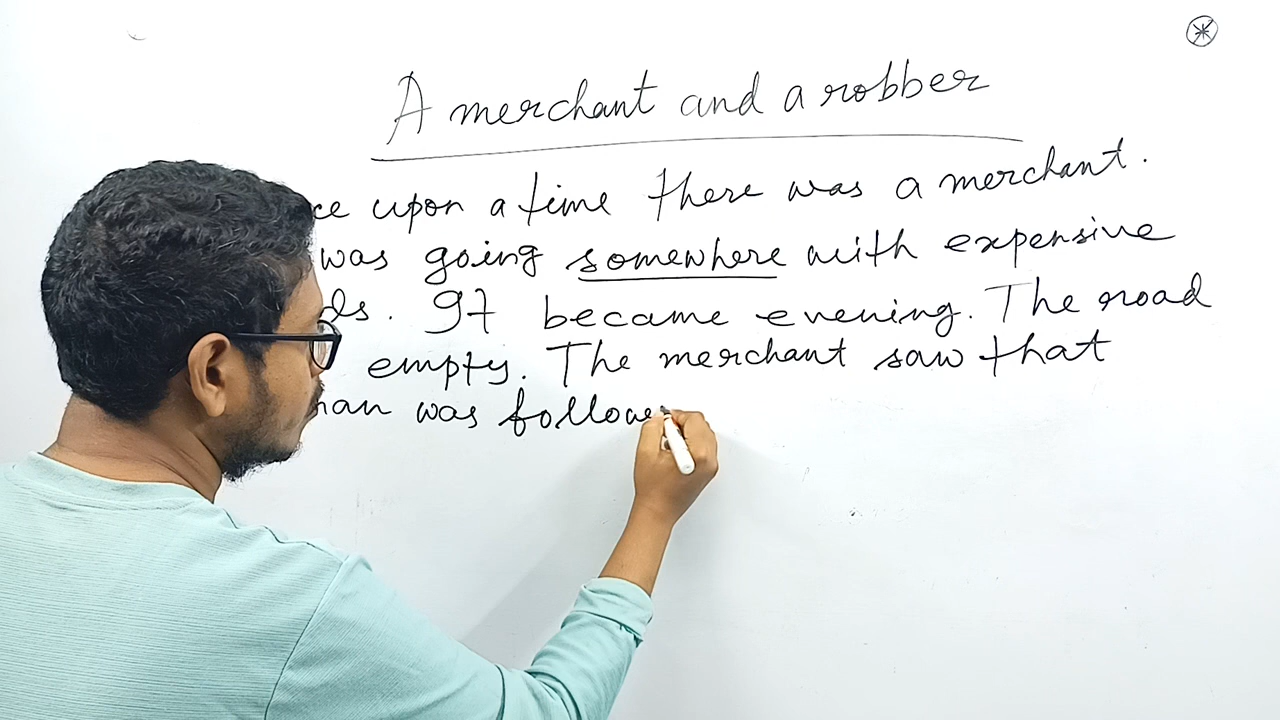 A merchant and a robber
ce upon a time there was a merchant.
was going somewhere with expensive
ds. It became evening. The road
empty. The merchant saw that
man was follow